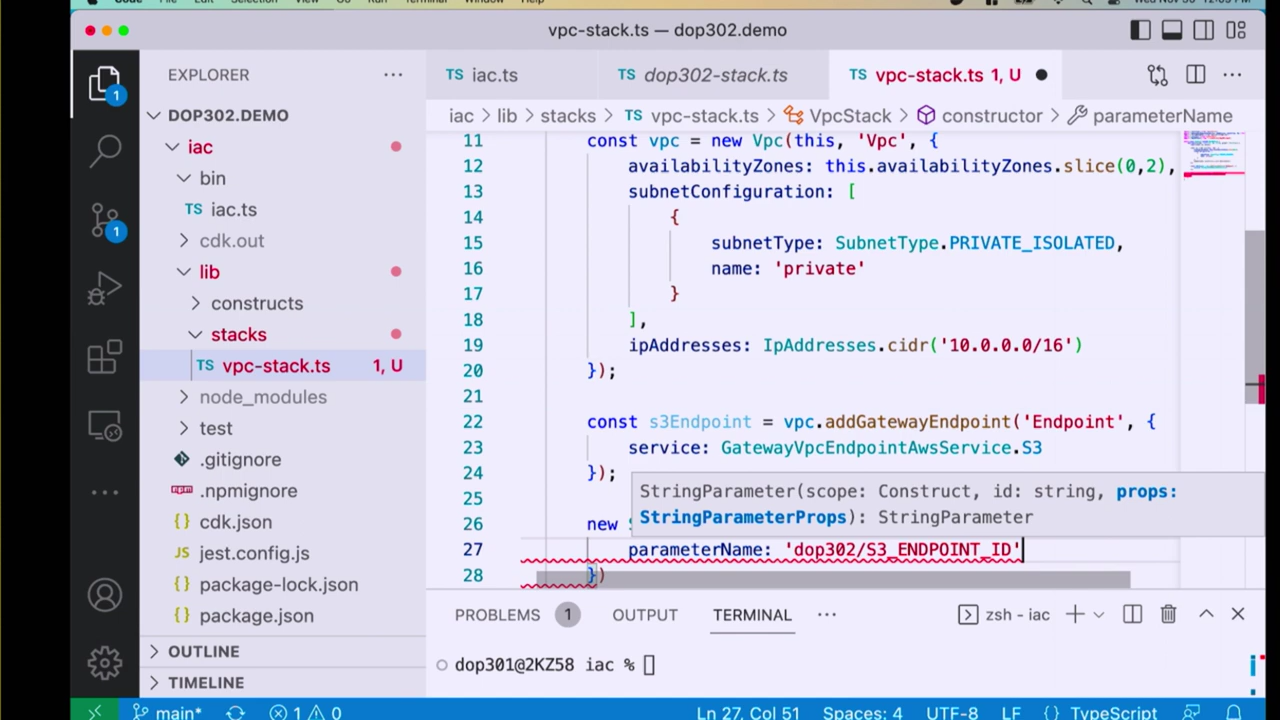 vpc-stack.ts — dop302.demo
EXPLORER
TS iac.ts
TS dop302-stack.ts
TS vpc-stack.ts 1, U
iac > lib > stacks > TS vpc-stack.ts > VpcStack > constructor > parameterName
1
DOP302.DEMO
iac
bin
TS iac.ts
cdk.out
lib
constructs
stacks
TS vpc-stack.ts 1, U
node_modules
test
.gitignore
.npmignore
{} cdk.json
JS jest.config.js
{} package-lock.json
{} package.json
OUTLINE
TIMELINE
1
11 const vpc = new Vpc(this, 'Vpc', {
12 availabilityZones: this.availabilityZones.slice(0,2),
13 subnetConfiguration: [
14 {
15 subnetType: SubnetType.PRIVATE_ISOLATED,
16 name: 'private'
17 }
18 ],
19 ipAddresses: IpAddresses.cidr('10.0.0.0/16')
20 });
21
22 const s3Endpoint = vpc.addGatewayEndpoint('Endpoint', {
23 service: GatewayVpcEndpointAwsService.S3
24 });
25
StringParameter(scope: Construct, id: string, props:
StringParameterProps): StringParameter
26 new
27 parameterName: 'dop302/S3_ENDPOINT_ID'
28 })
PROBLEMS 1 OUTPUT TERMINAL ··· zsh - iac
dop301@2KZ58 iac %
main* 1 0 Ln 27, Col 51 Spaces: 4 UTF-8 LF {} TypeScript